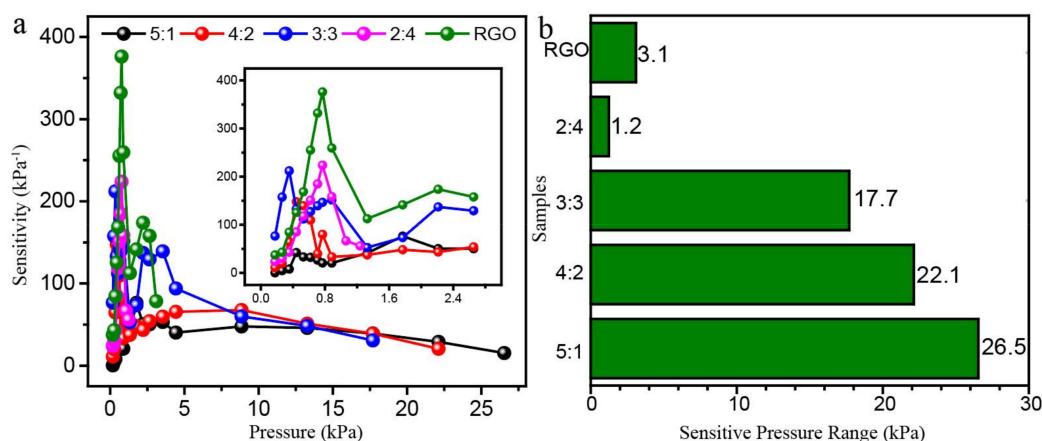 a
5:1 4:2 3:3 2:4 RGO
Sensitivity (kPa⁻¹)
400
300
200
100
0
0 5 10 15 20 25
Pressure (kPa)
400
300
200
100
0
0.0 0.8 1.6 2.4
b
Samples
RGO 3.1
2:4 1.2
3:3 17.7
4:2 22.1
5:1 26.5
0 10 20 30
Sensitive Pressure Range (kPa)